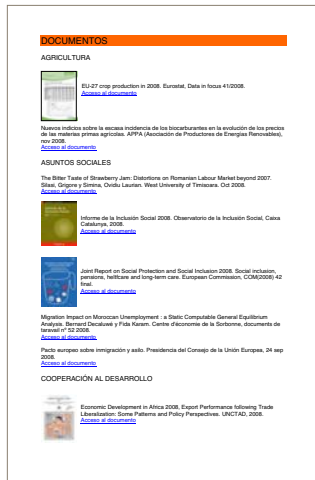 DOCUMENTOS
AGRICULTURA
EU-27 crop production in 2008. Eurostat, Data in focus 41/2008.
Acceso al documento
Nuevos indicios sobre la escasa incidencia de los biocarburantes en la evolución de los precios
de las materias primas agrícolas. APPA (Asociación de Productores de Energías Renovables),
nov 2008.
Acceso al documento
ASUNTOS SOCIALES
The Bitter Taste of Strawberry Jam: Distortions on Romanian Labour Market beyond 2007.
Silasi, Grigore y Simina, Ovidiu Laurian. West University of Timisoara. Oct 2008.
Acceso al documento
Informe de la Inclusión Social 2008. Observatorio de la Inclusión Social, Caixa
Catalunya, 2008.
Acceso al documento
Joint Report on Social Protection and Social Inclusion 2008. Social inclusion,
pensions, heltfcare and long-term care. European Commission, COM(2008) 42
final.
Acceso al documento
Migration Impact on Moroccan Unemployment : a Static Computable General Equilibrium
Analysis. Bernard Decaluwé y Fida Karam. Centre d'économie de la Sorbonne, documents de
taravail nº 52 2008.
Acceso al documento
Pacto europeo sobre inmigración y asilo. Presidencia del Consejo de la Unión Europea, 24 sep
2008.
Acceso al documento
COOPERACIÓN AL DESARROLLO
Economic Development in Africa 2008, Export Performance following Trade
Liberalization: Some Patterns and Policy Perspectives. UNCTAD, 2008.
Acceso al documento